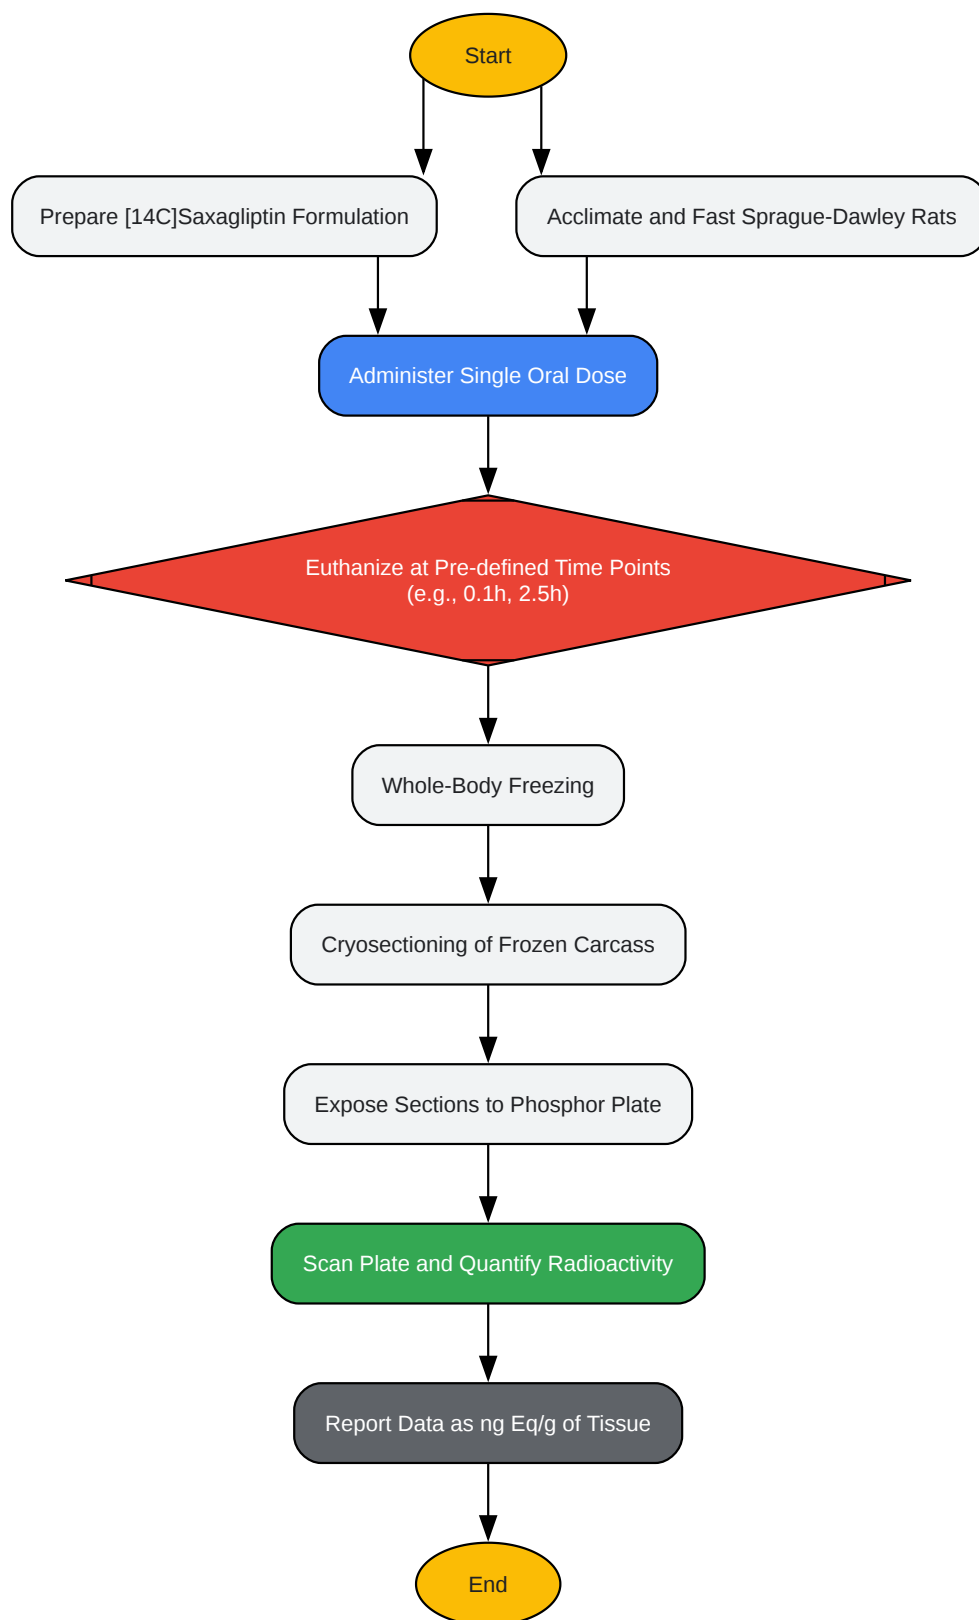 Start
Prepare [14C]Saxagliptin Formulation
Acclimate and Fast Sprague-Dawley Rats
Administer Single Oral Dose
Euthanize at Pre-defined Time Points
(e.g., 0.1h, 2.5h)
Whole-Body Freezing
Cryosectioning of Frozen Carcass
Expose Sections to Phosphor Plate
Scan Plate and Quantify Radioactivity
Report Data as ng Eq/g of Tissue
End